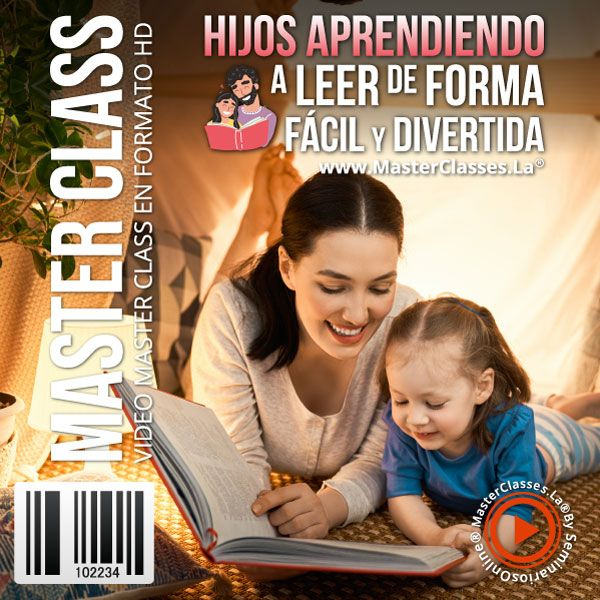 HIJOS APRENDIENDO
A LEER DE FORMA
FÁCIL Y DIVERTIDA
www.MasterClasses.La®
MASTER CLASS
VIDEO MASTER CLASS EN FORMATO HD
102234
MasterClasses.La® By SeminariosOnline®